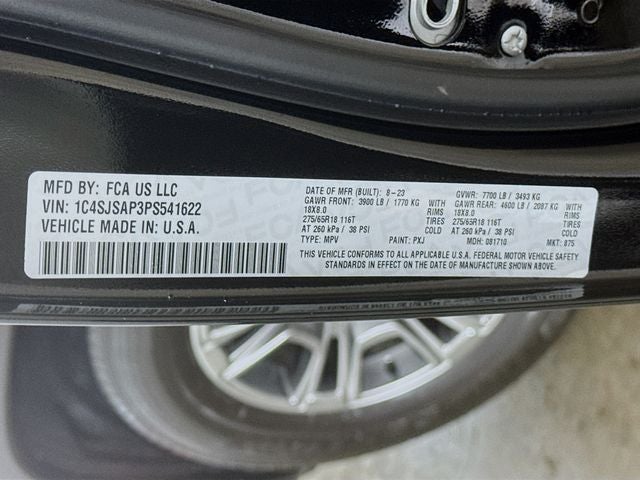 MFD BY: FCA US LLC
VIN: 1C4SJSAP3PS541622
VEHICLE MADE IN: U.S.A.
DATE OF MFR (BUILT): 8-23
GAWR FRONT: 3900 LB / 1770 KG
18X8.0 RIMS
275/65R18 116T TIRES
AT 260 kPa / 38 PSI COLD
TYPE: MPV PAINT: PXJ
GVWR: 7700 LB / 3493 KG
GAWR REAR: 4600 LB / 2087 KG
18X8.0 RIMS
275/65R18 116T TIRES
AT 260 kPa / 38 PSI COLD
MDH: 081710 MKT: 875
THIS VEHICLE CONFORMS TO ALL APPLICABLE U.S.A. FEDERAL MOTOR VEHICLE SAFETY
STANDARDS IN EFFECT ON THE DATE OF MANUFACTURE SHOWN ABOVE